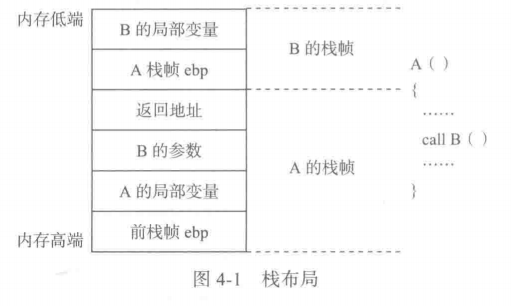 内存低端
B 的局部变量
A 栈帧 ebp
返回地址
B 的参数
A 的局部变量
前栈帧 ebp
内存高端
B 的栈帧
A 的栈帧
A ( )
{
……
call B ( )
……
}
图 4-1 栈布局